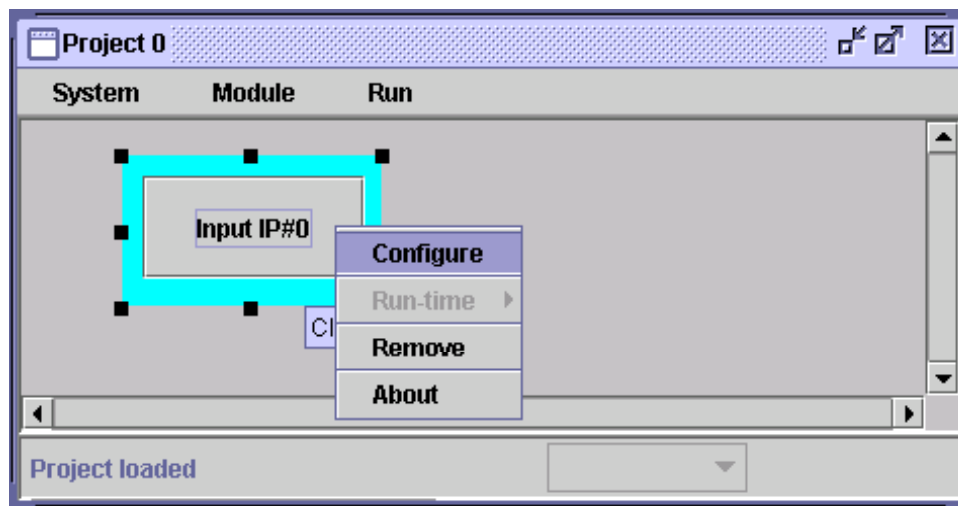 Project 0
System Module Run
Input IP#0
Configure
Run-time
Remove
About
Project loaded